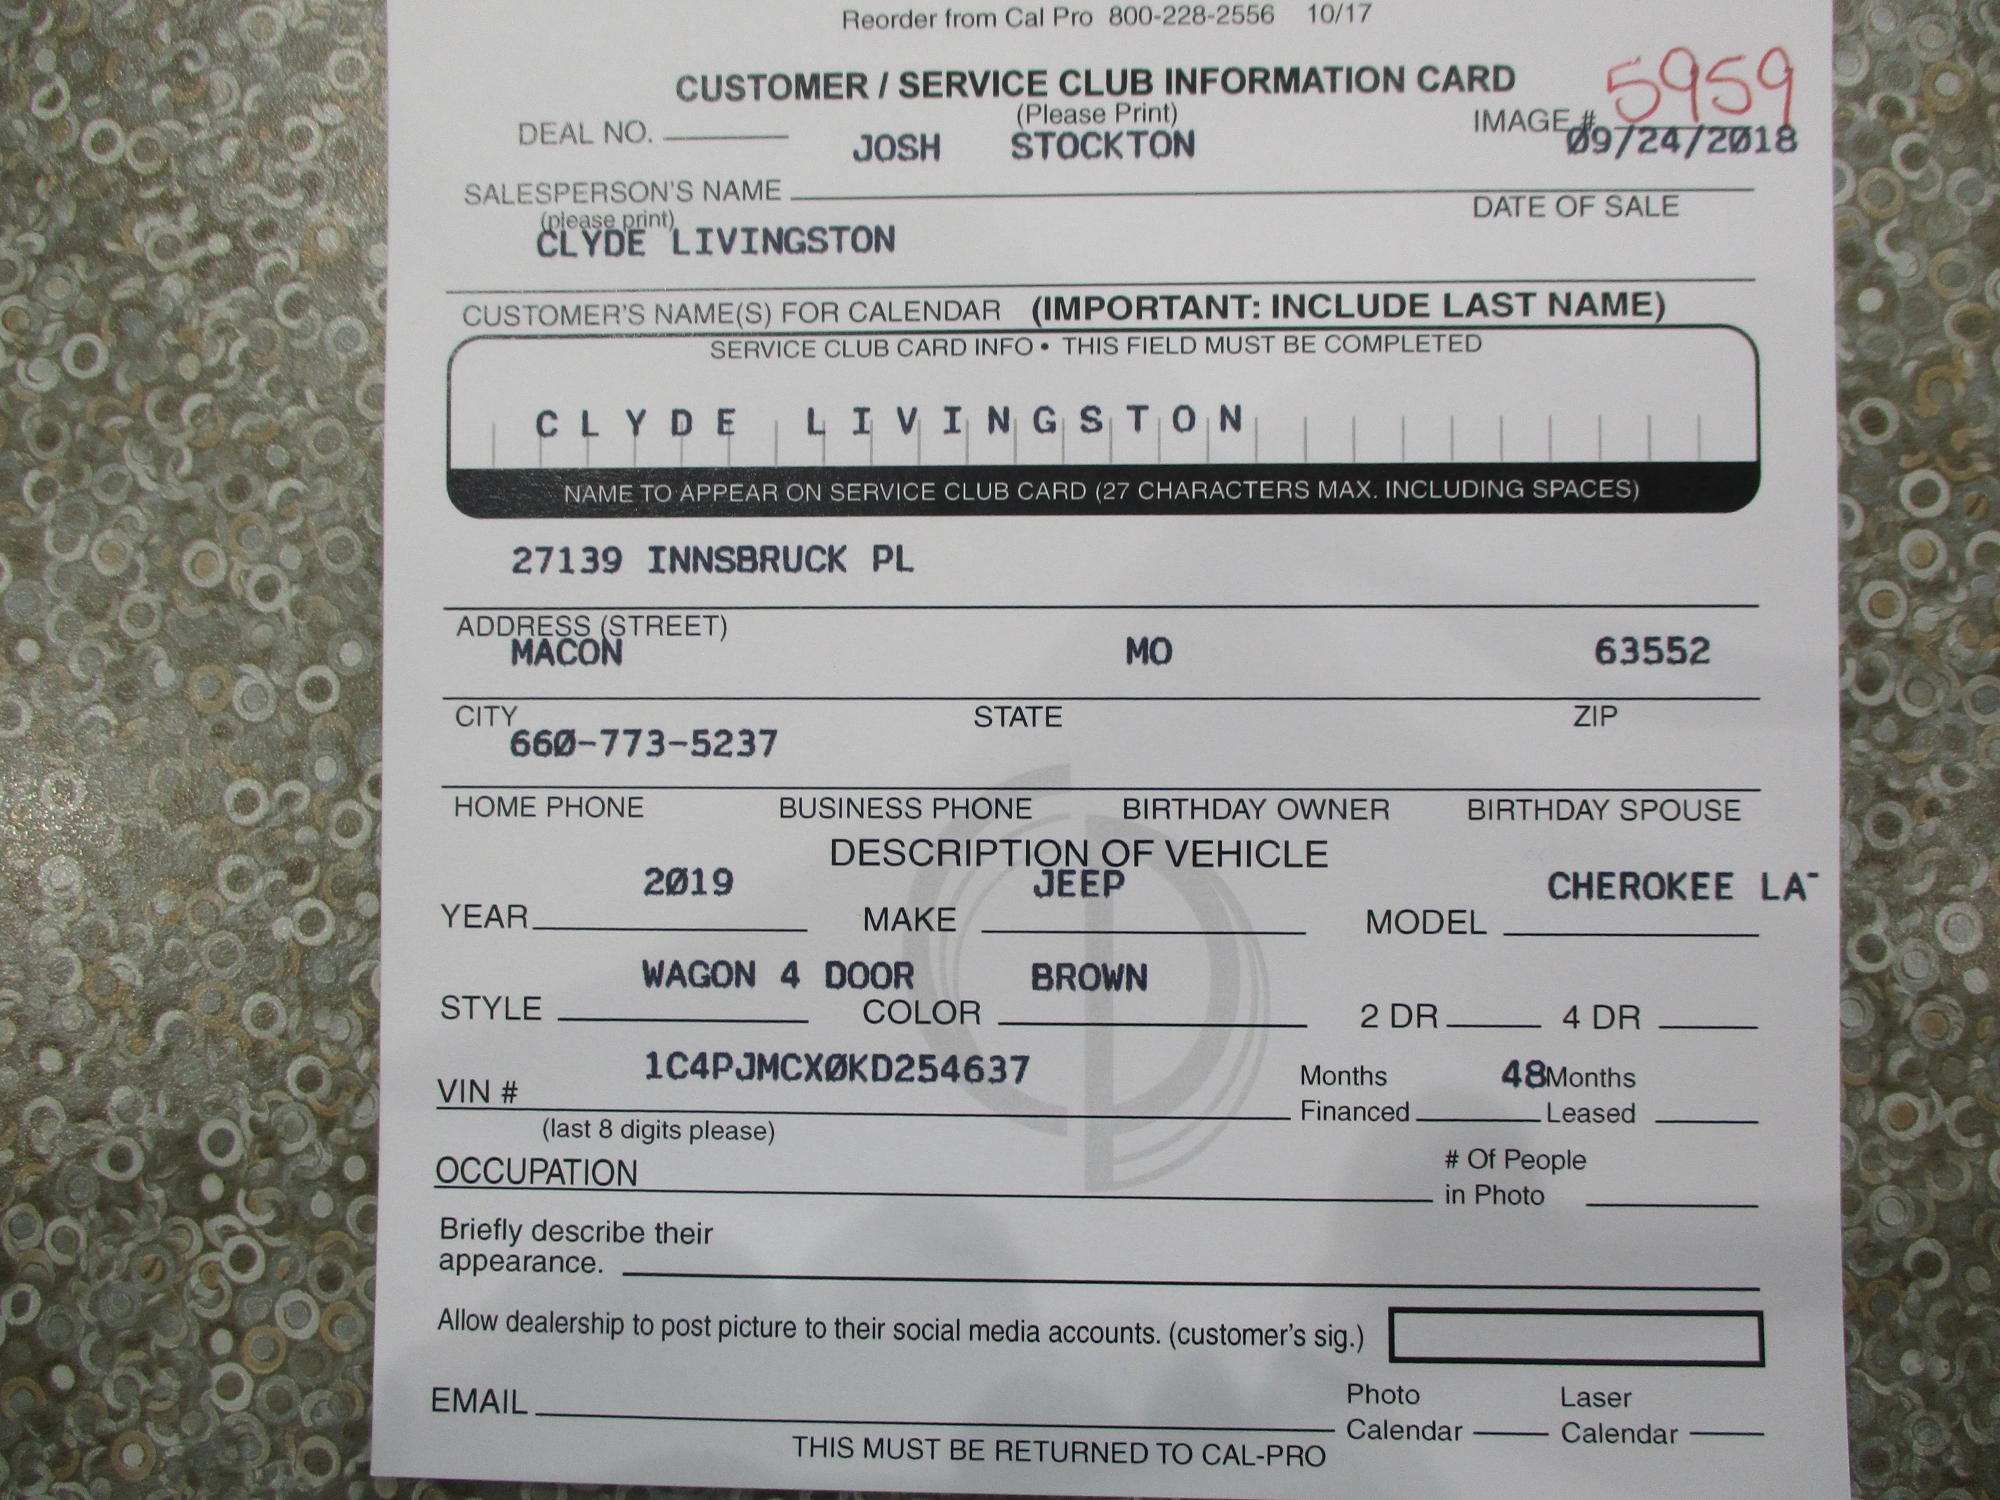 Reorder from Cal Pro 800-228-2556 10/17
CUSTOMER / SERVICE CLUB INFORMATION CARD
(Please Print)
5959
DEAL NO.
IMAGE #
JOSH STOCKTON
09/24/2018
SALESPERSON'S NAME
DATE OF SALE
(please print)
CLYDE LIVINGSTON
CUSTOMER'S NAME(S) FOR CALENDAR (IMPORTANT: INCLUDE LAST NAME)
SERVICE CLUB CARD INFO • THIS FIELD MUST BE COMPLETED
CLYDE LIVINGSTON
NAME TO APPEAR ON SERVICE CLUB CARD (27 CHARACTERS MAX. INCLUDING SPACES)
27139 INNSBRUCK PL
ADDRESS (STREET)
MACON MO 63552
CITY STATE ZIP
660-773-5237
HOME PHONE BUSINESS PHONE BIRTHDAY OWNER BIRTHDAY SPOUSE
DESCRIPTION OF VEHICLE
2019 JEEP CHEROKEE LA
YEAR MAKE MODEL
WAGON 4 DOOR BROWN
STYLE COLOR 2 DR 4 DR
1C4PJMCX0KD254637
VIN #
Months Financed 48 Months Leased
(last 8 digits please)
OCCUPATION
# Of People in Photo
Briefly describe their
appearance.
Allow dealership to post picture to their social media accounts. (customer's sig.)
EMAIL
Photo Calendar Laser Calendar
THIS MUST BE RETURNED TO CAL-PRO